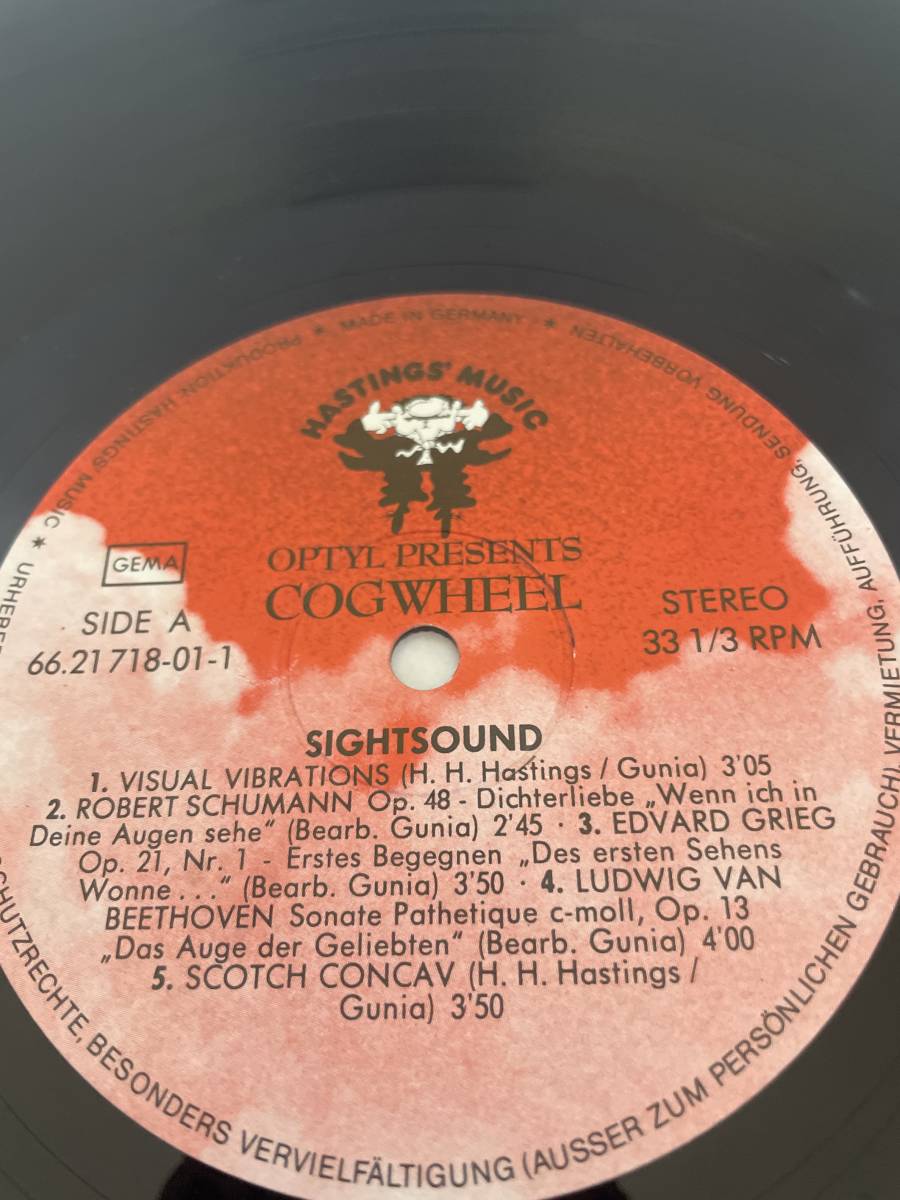 PRODUKTION HASTINGS' MUSIC ★ MADE IN GERMANY ★
HASTINGS' MUSIC
OPTYL PRESENTS
COGWHEEL
GEMA
SIDE A
66.21 718-01-1
STEREO
33 1/3 RPM
SIGHTSOUND
1. VISUAL VIBRATIONS (H. H. Hastings / Gunia) 3'05
2. ROBERT SCHUMANN Op. 48 - Dichterliebe „Wenn ich in
Deine Augen sehe“ (Bearb. Gunia) 2'45 · 3. EDVARD GRIEG
Op. 21, Nr. 1 - Erstes Begegnen „Des ersten Sehens
Wonne...“ (Bearb. Gunia) 3'50 · 4. LUDWIG VAN
BEETHOVEN Sonate Pathetique c-moll, Op. 13
„Das Auge der Geliebten“ (Bearb. Gunia) 4'00
5. SCOTCH CONCAV (H. H. Hastings /
Gunia) 3'50
★ URHEBER SCHUTZRECHTE, BESONDERS VERVIELFÄLTIGUNG (AUSSER ZUM PERSÖNLICHEN GEBRAUCH), VERMIETUNG, AUFFÜHRUNG, SENDUNG VORBEHALTEN